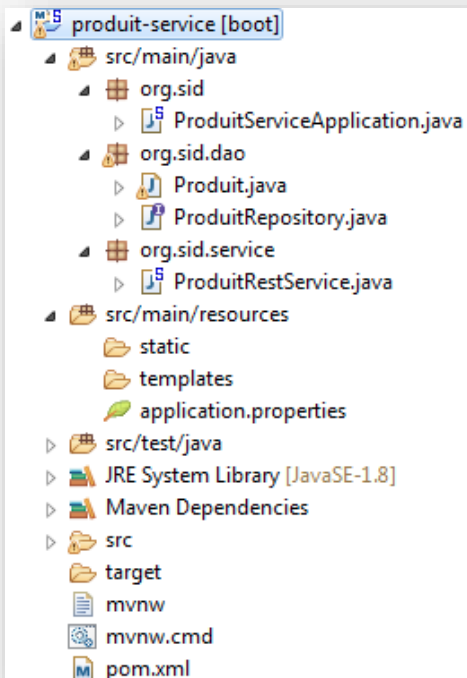 produit-service [boot]
src/main/java
org.sid
ProduitServiceApplication.java
org.sid.dao
Produit.java
ProduitRepository.java
org.sid.service
ProduitRestService.java
src/main/resources
static
templates
application.properties
src/test/java
JRE System Library [JavaSE-1.8]
Maven Dependencies
src
target
mvnw
mvnw.cmd
pom.xml